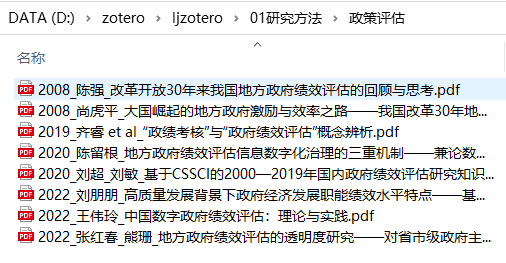 DATA (D:) > zotero > ljzotero > 01研究方法 > 政策评估
名称
2008_陈强_改革开放30年来我国地方政府绩效评估的回顾与思考.pdf
2008_尚虎平_大国崛起的地方政府激励与效率之路——我国改革30年地...
2019_齐睿 et al_“政绩考核”与“政府绩效评估”概念辨析.pdf
2020_陈留根_地方政府绩效评估信息数字化治理的三重机制——兼论数...
2020_刘超_刘敏_基于CSSCI的2000—2019年国内政府绩效评估研究知识...
2022_刘朋朋_高质量发展背景下政府经济发展职能绩效水平特点——基...
2022_王伟玲_中国数字政府绩效评估：理论与实践.pdf
2022_张红春_熊珊_地方政府绩效评估的透明度研究——对省市级政府主...